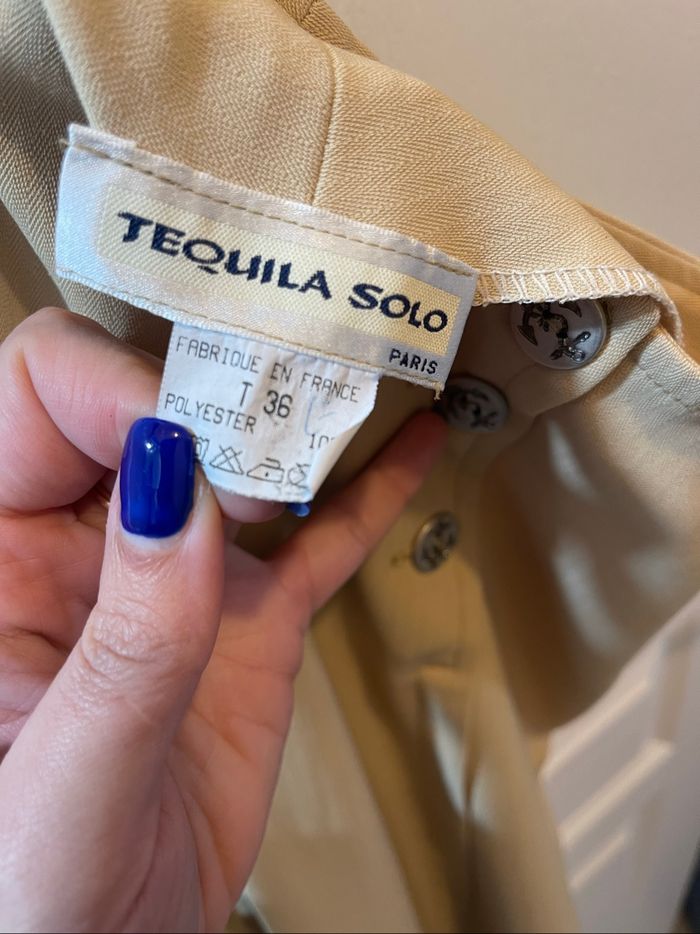 TEQUILA SOLO
PARIS
FABRIQUE EN FRANCE
T 36
POLYESTER